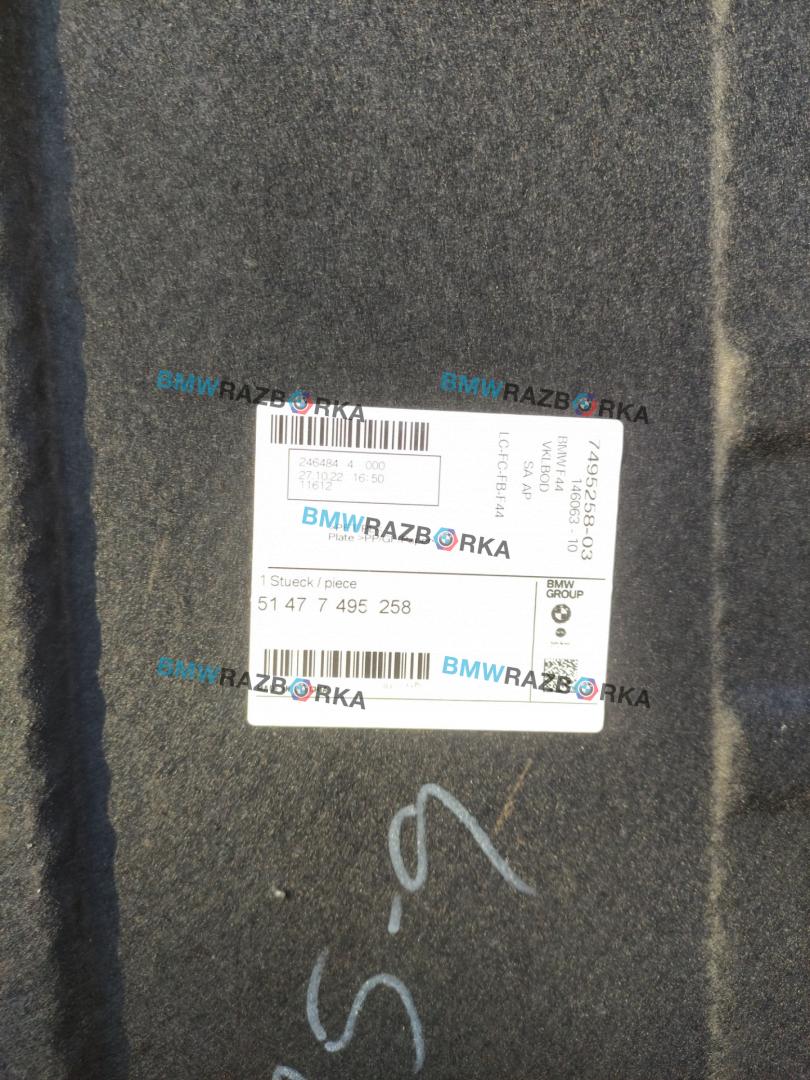 BMWRAZBORKA
BMWRAZBORKA
246484 4 000
27.10.22 16:50
11612
7495258-03
146063-10
BMW F44
VKLBOD
SA AP
LC-FC-FB-F44
BMWRAZBORKA
Plate >PP/GF
1 Stueck / piece
51 47 7 495 258
BMW
GROUP
BMWRAZBORKA
BMWRAZBORKA